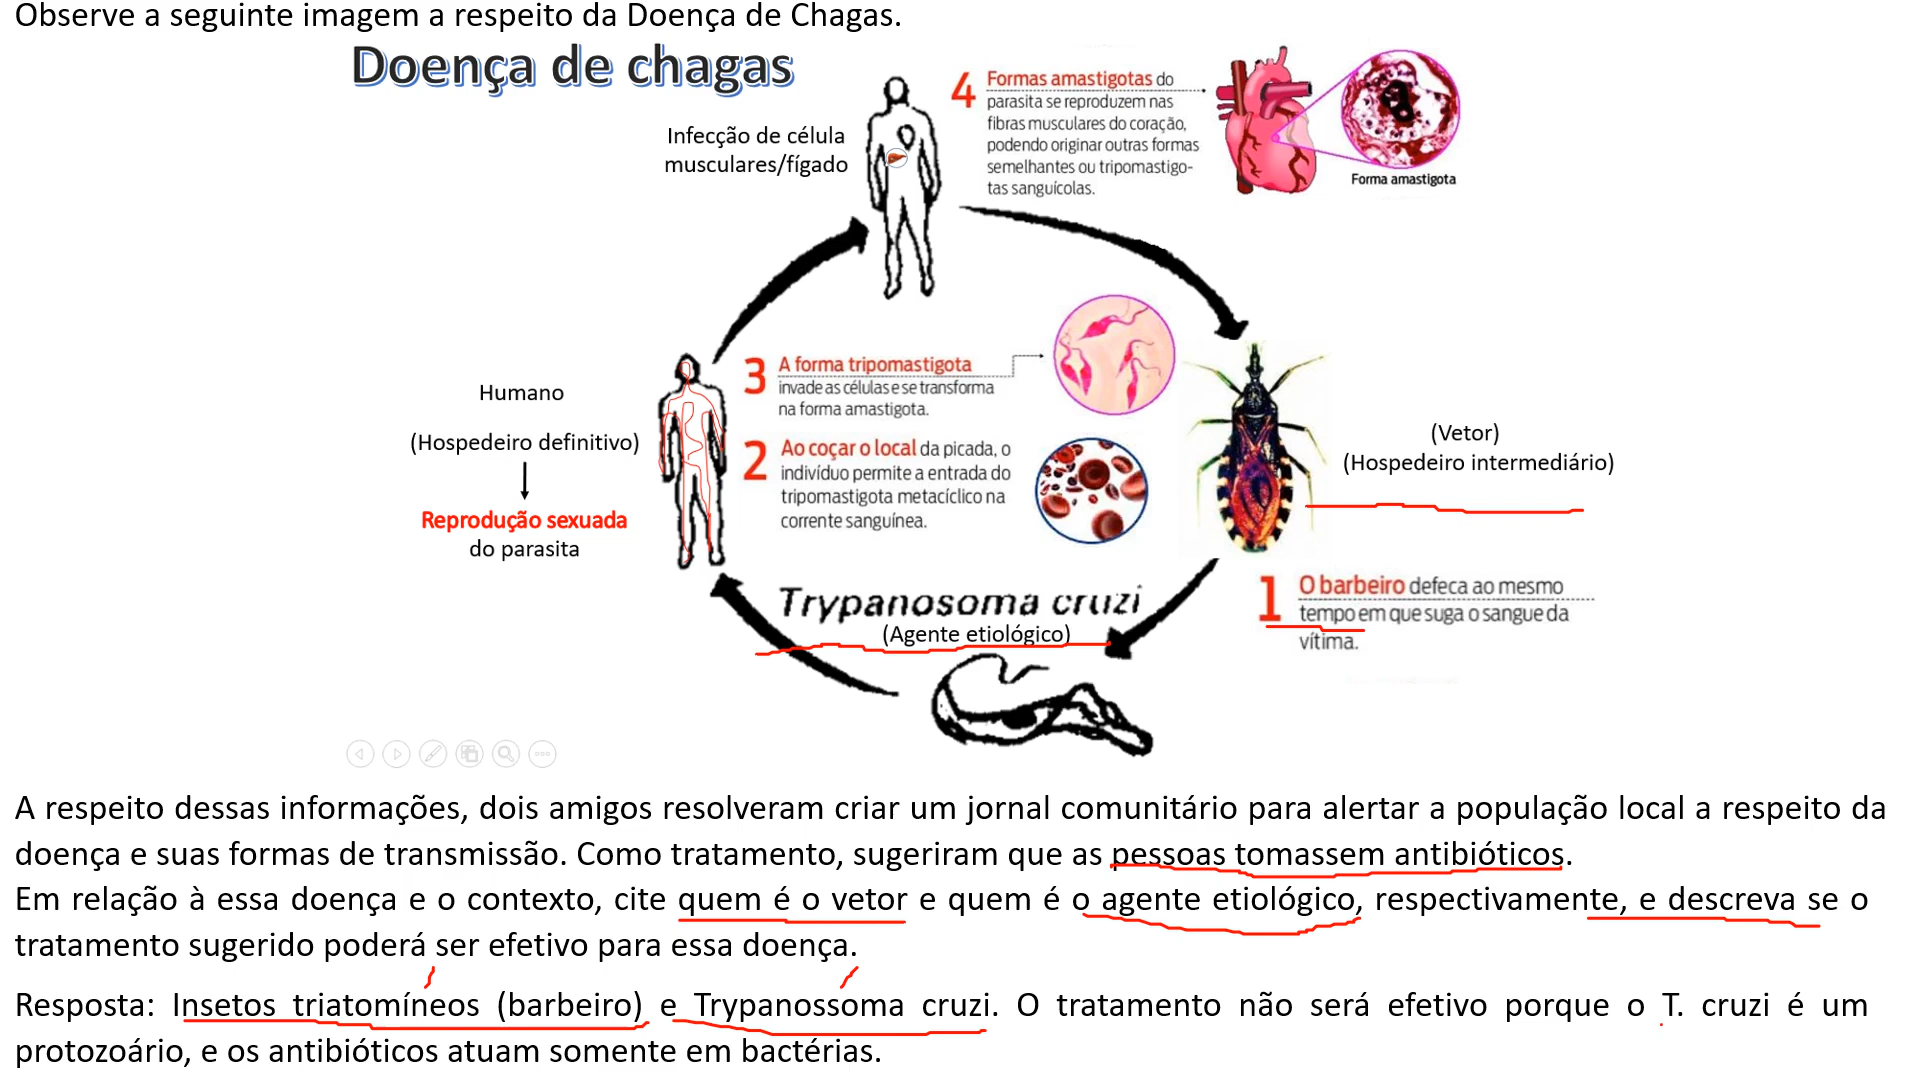 Observe a seguinte imagem a respeito da Doença de Chagas.
Doença de chagas
Infecção de célula
musculares/fígado
4 Formas amastigotas do
parasita se reproduzem nas
fibras musculares do coração,
podendo originar outras formas
semelhantes ou tripomastigo-
tas sanguícolas.
Forma amastigota
3 A forma tripomastigota
invade as células e se transforma
na forma amastigota.
Humano
(Hospedeiro definitivo)
Reprodução sexuada
do parasita
2 Ao coçar o local da picada, o
indivíduo permite a entrada do
tripomastigota metacíclico na
corrente sanguínea.
(Vetor)
(Hospedeiro intermediário)
1 O barbeiro defeca ao mesmo
tempo em que suga o sangue da
vítima.
Trypanosoma cruzi
(Agente etiológico)
A respeito dessas informações, dois amigos resolveram criar um jornal comunitário para alertar a população local a respeito da
doença e suas formas de transmissão. Como tratamento, sugeriram que as pessoas tomassem antibióticos.
Em relação à essa doença e o contexto, cite quem é o vetor e quem é o agente etiológico, respectivamente, e descreva se o
tratamento sugerido poderá ser efetivo para essa doença.
Resposta: Insetos triatomíneos (barbeiro) e Trypanossoma cruzi. O tratamento não será efetivo porque o T. cruzi é um
protozoário, e os antibióticos atuam somente em bactérias.